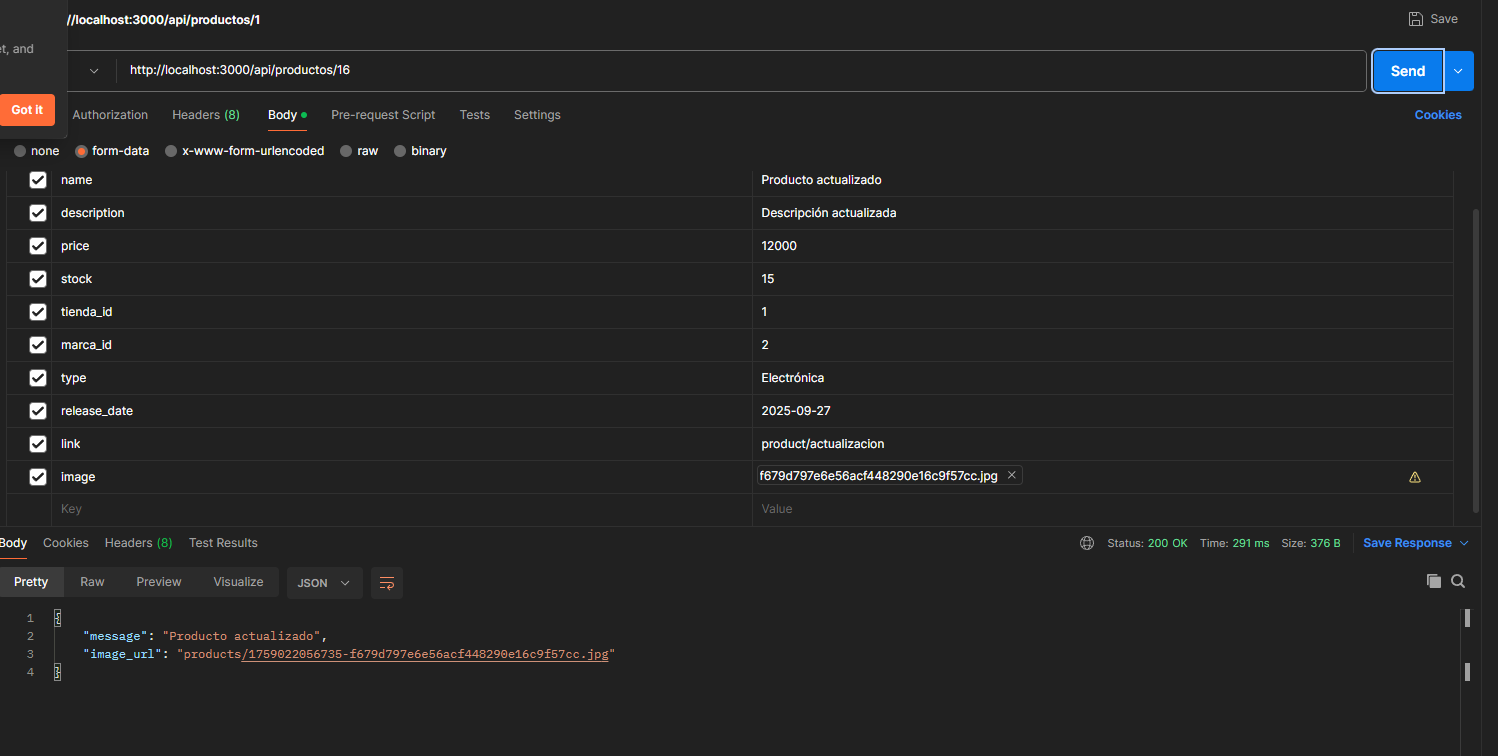 //localhost:3000/api/productos/1
Save
et, and
http://localhost:3000/api/productos/16
Send
Got it
Authorization
Headers (8)
Body
Pre-request Script
Tests
Settings
Cookies
none
form-data
x-www-form-urlencoded
raw
binary
name Producto actualizado
description Descripción actualizada
price 12000
stock 15
tienda_id 1
marca_id 2
type Electrónica
release_date 2025-09-27
link product/actualizacion
image f679d797e6e56acf448290e16c9f57cc.jpg
Key Value
Body Cookies Headers (8) Test Results
Status: 200 OK Time: 291 ms Size: 376 B Save Response
Pretty Raw Preview Visualize JSON
1 {
2 "message": "Producto actualizado",
3 "image_url": "products/1759022056735-f679d797e6e56acf448290e16c9f57cc.jpg"
4 }